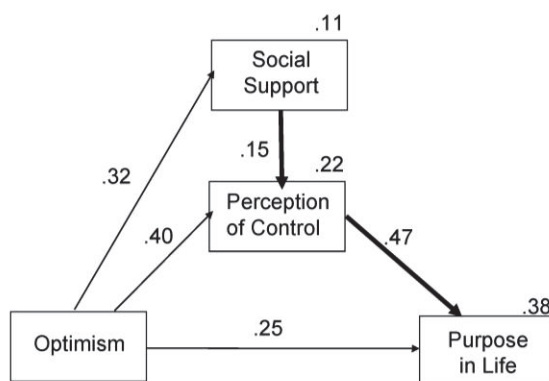 .11
Social
Support
.15
.22
.32
Perception
of Control
.40
.47
.38
Optimism
.25
Purpose
in Life